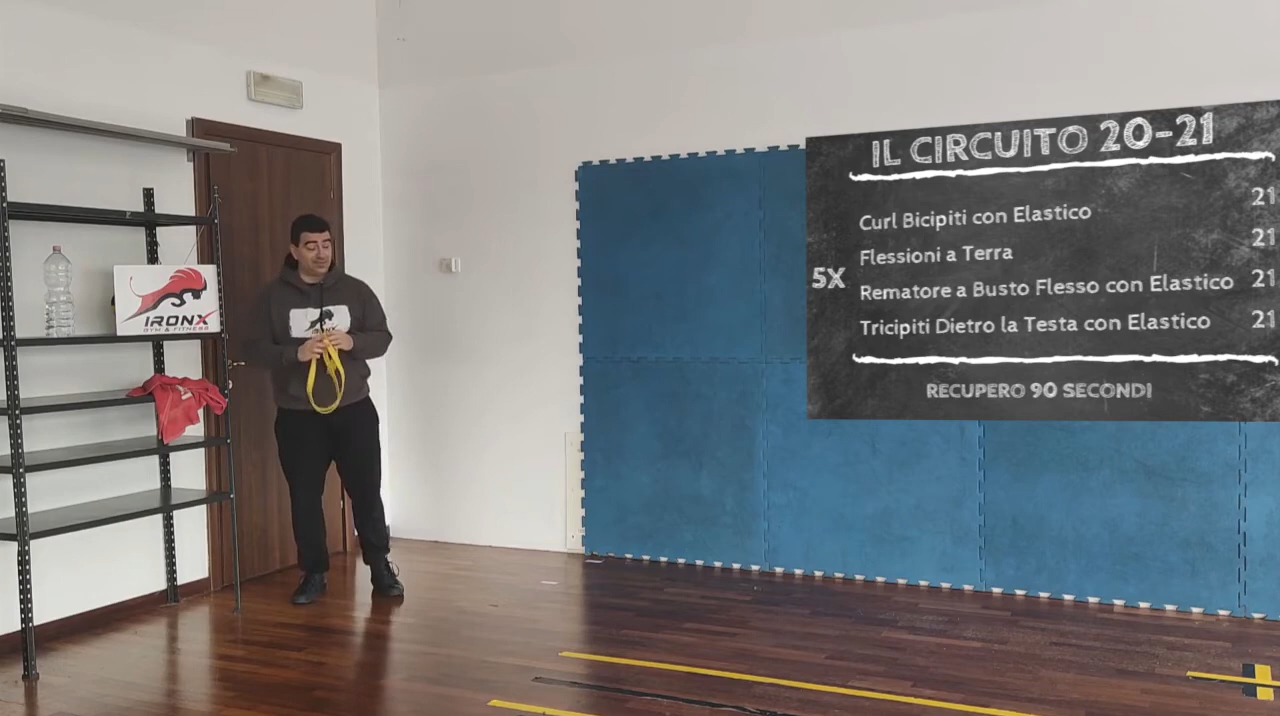 IL CIRCUITO 20-21
Curl Bicipiti con Elastico 21
Flessioni a Terra 21
5X
Rematore a Busto Flesso con Elastico 21
Tricipiti Dietro la Testa con Elastico 21
RECUPERO 90 SECONDI
IRONX
GYM & FITNESS
IRONX